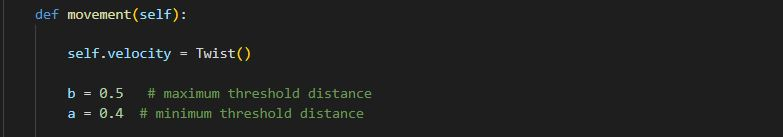 def movement(self):
self.velocity = Twist()
b = 0.5   # maximum threshold distance
a = 0.4  # minimum threshold distance